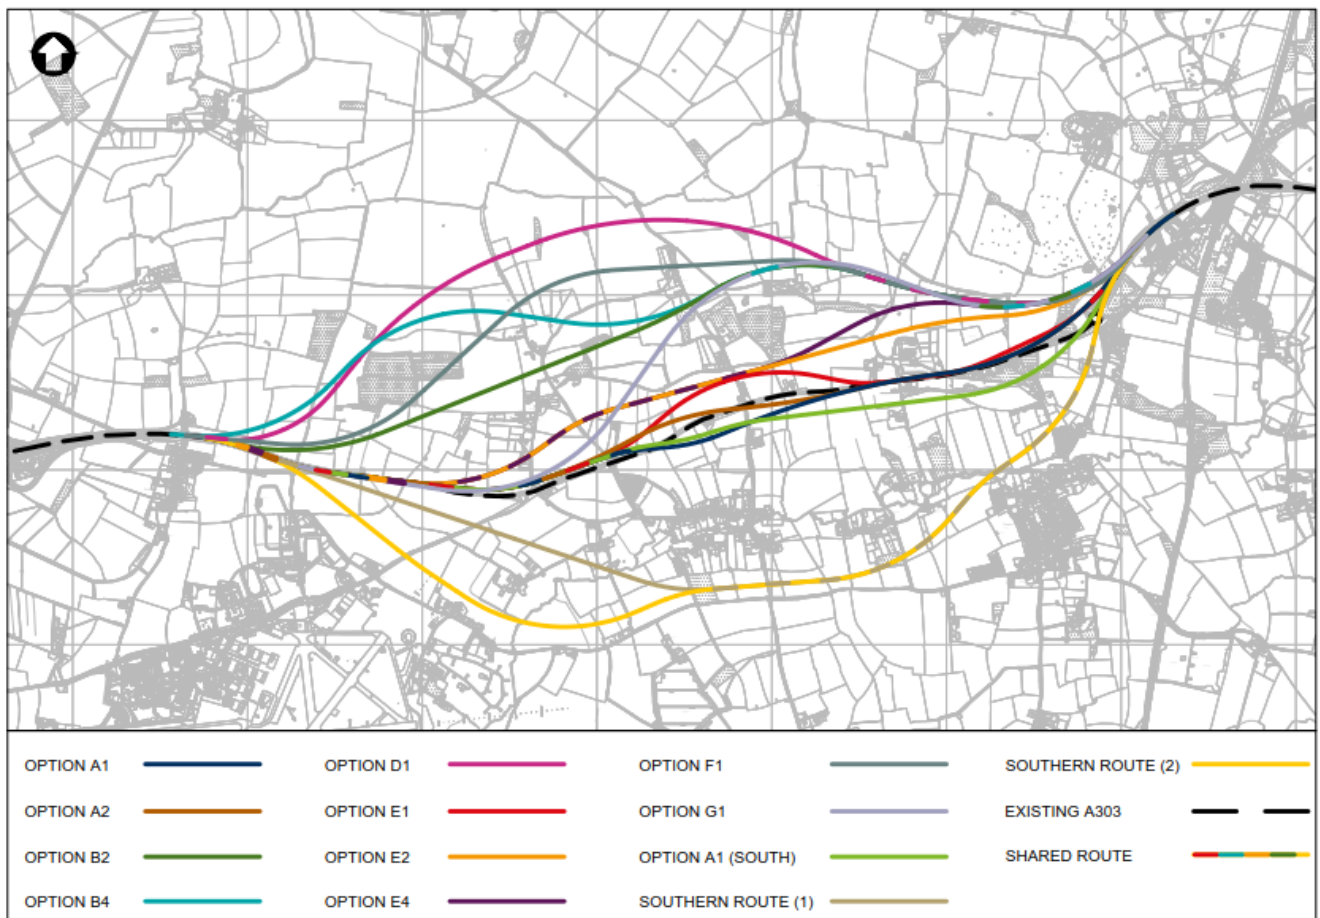 OPTION A1
OPTION D1
OPTION F1
SOUTHERN ROUTE (2)
OPTION A2
OPTION E1
OPTION G1
EXISTING A303
OPTION B2
OPTION E2
OPTION A1 (SOUTH)
SHARED ROUTE
OPTION B4
OPTION E4
SOUTHERN ROUTE (1)